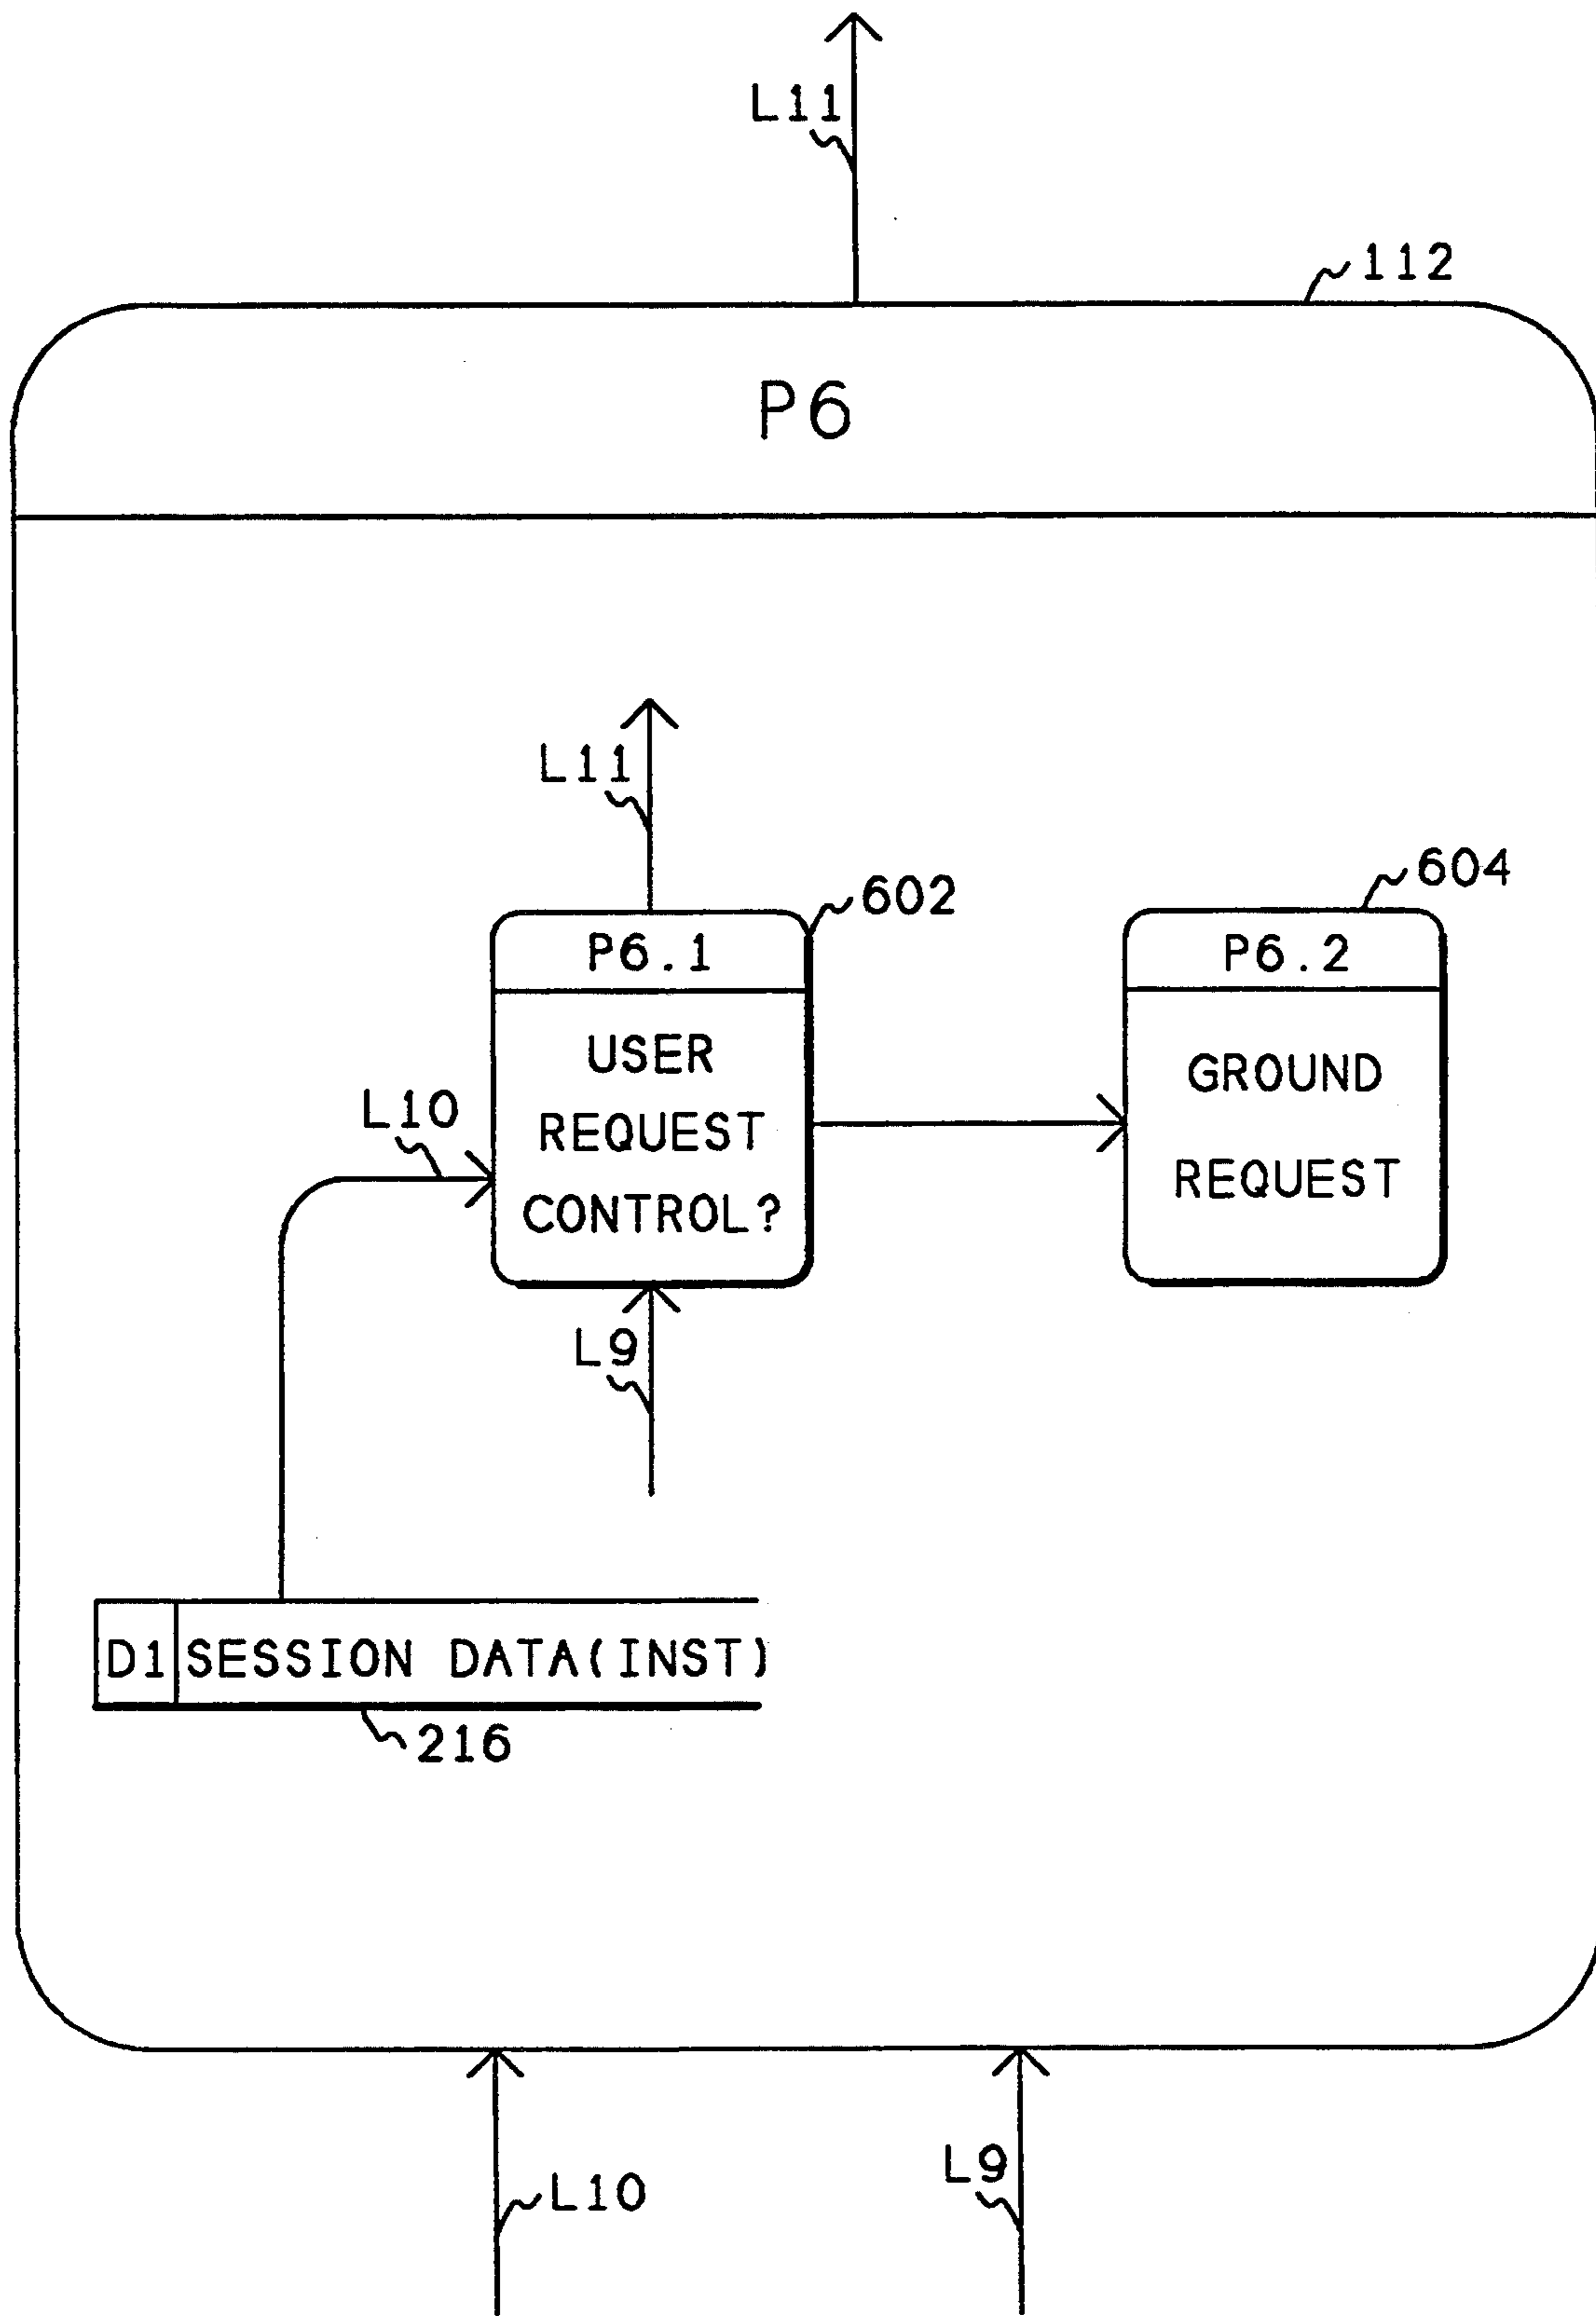 L11
112
P6
L11
602
604
P6.1
P6.2
USER
REQUEST
CONTROL?
GROUND
REQUEST
L10
L9
D1 SESSION DATA(INST)
216
L10
L9